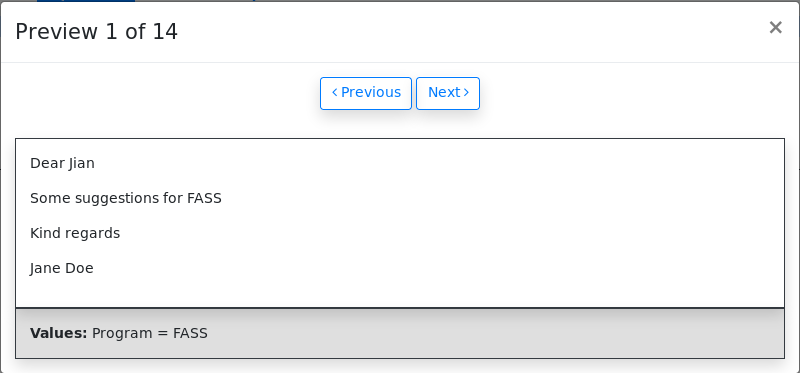 Preview 1 of 14
×
‹ Previous
Next ›
Dear Jian
Some suggestions for FASS
Kind regards
Jane Doe
Values: Program = FASS